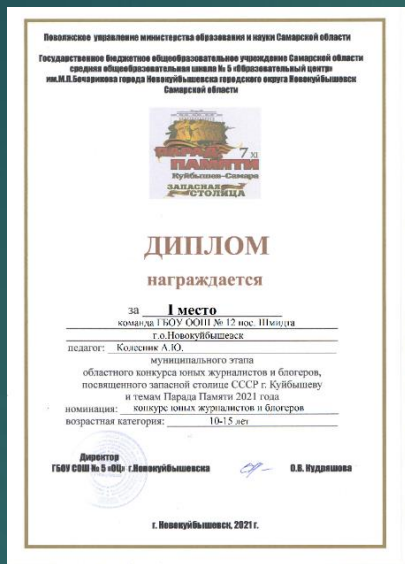 Поволжское управление министерства образования и науки Самарской области
Государственное бюджетное общеобразовательное учреждение Самарской области
средняя общеобразовательная школа № 5 «Образовательный центр»
им.М.П.Бочарикова города Новокуйбышевска городского округа Новокуйбышевск
Самарской области
7 XI
ПАРАД
ПАМЯТИ
Куйбышев-Самара
ЗАПАСНАЯ
СТОЛИЦА
ДИПЛОМ
награждается
за I место
команда ГБОУ ООШ № 12 пос. Шмидта
г.о.Новокуйбышевск
педагог: Колесник А.Ю.
муниципального этапа
областного конкурса юных журналистов и блогеров,
посвященного запасной столице СССР г. Куйбышеву
и темам Парада Памяти 2021 года
номинация: конкурс юных журналистов и блогеров
возрастная категория: 10-15 лет
Директор
ГБОУ СОШ № 5 «ОЦ» г.Новокуйбышевска О.В. Кудряшова
г. Новокуйбышевск, 2021 г.